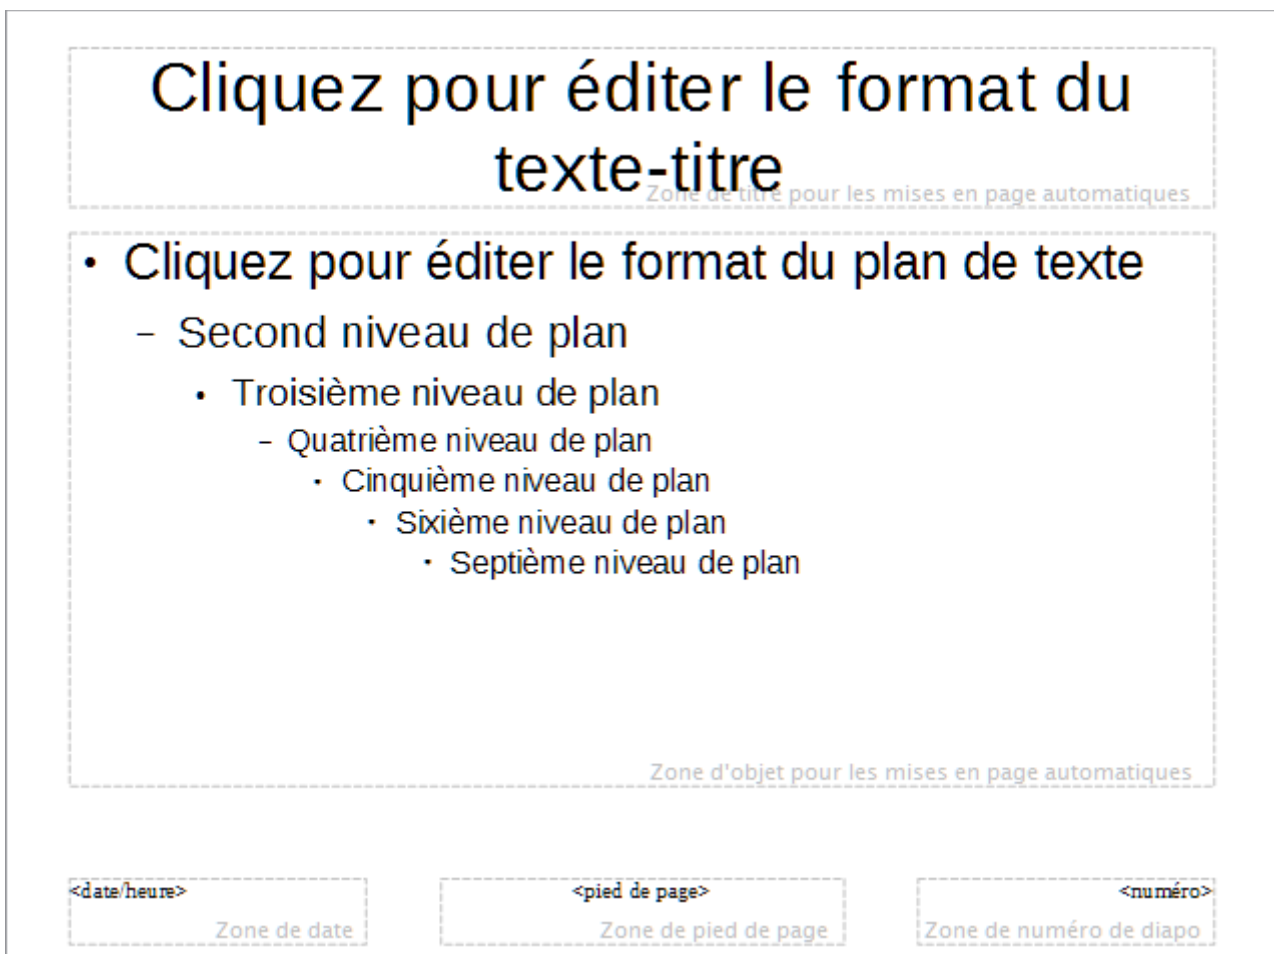 Cliquez pour éditer le format du
texte-titre
Zone de titre pour les mises en page automatiques
• Cliquez pour éditer le format du plan de texte
– Second niveau de plan
• Troisième niveau de plan
– Quatrième niveau de plan
• Cinquième niveau de plan
• Sixième niveau de plan
• Septième niveau de plan
Zone d'objet pour les mises en page automatiques
<date/heure>
Zone de date
<pied de page>
Zone de pied de page
<numéro>
Zone de numéro de diapo